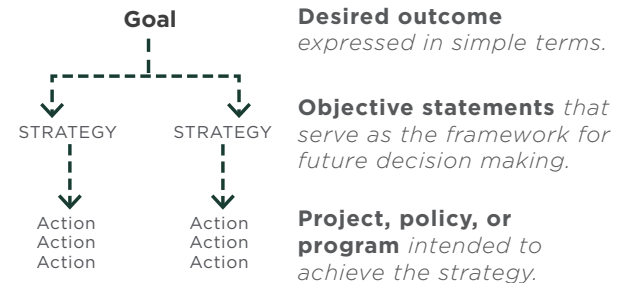 Goal
Desired outcome
expressed in simple terms.
STRATEGY STRATEGY
Objective statements that
serve as the framework for
future decision making.
Action Action
Action Action
Action Action
Project, policy, or
program intended to
achieve the strategy.